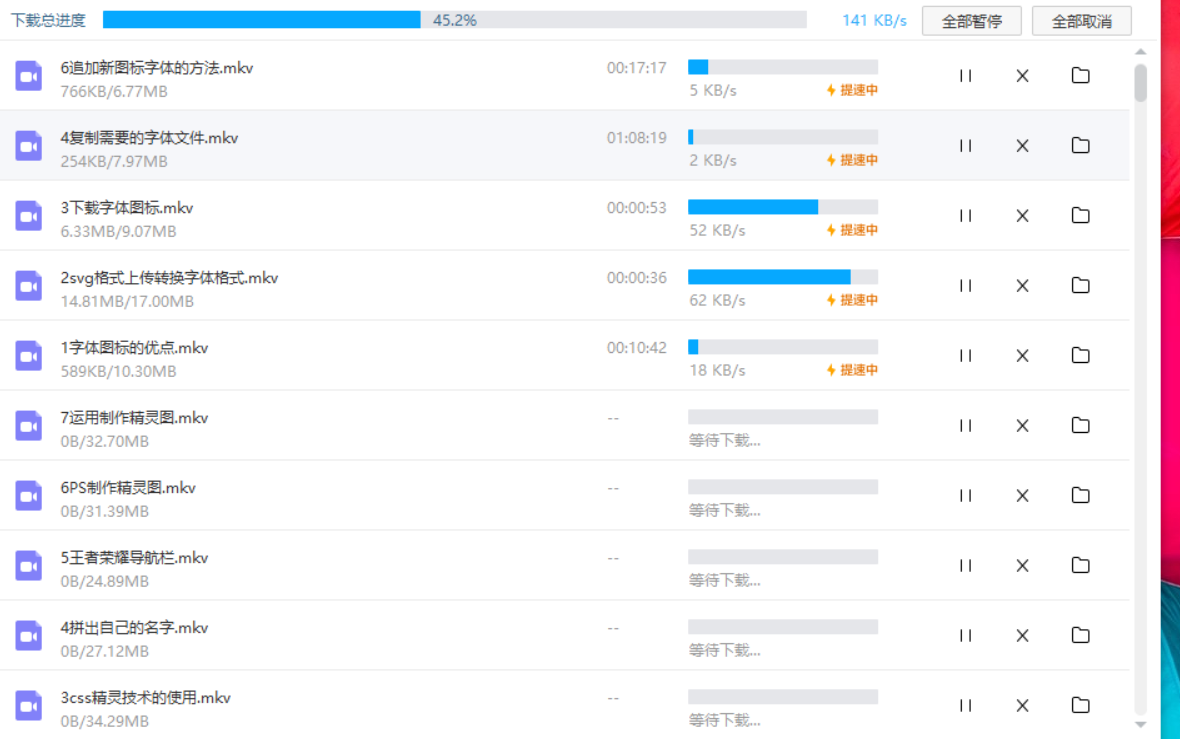 下载总进度 45.2% 141 KB/s 全部暂停 全部取消
6追加新图标字体的方法.mkv 00:17:17
766KB/6.77MB 5 KB/s 提速中
4复制需要的字体文件.mkv 01:08:19
254KB/7.97MB 2 KB/s 提速中
3下载字体图标.mkv 00:00:53
6.33MB/9.07MB 52 KB/s 提速中
2svg格式上传转换字体格式.mkv 00:00:36
14.81MB/17.00MB 62 KB/s 提速中
1字体图标的优点.mkv 00:10:42
589KB/10.30MB 18 KB/s 提速中
7运用制作精灵图.mkv --
0B/32.70MB 等待下载...
6PS制作精灵图.mkv --
0B/31.39MB 等待下载...
5王者荣耀导航栏.mkv --
0B/24.89MB 等待下载...
4拼出自己的名字.mkv --
0B/27.12MB 等待下载...
3css精灵技术的使用.mkv --
0B/34.29MB 等待下载...